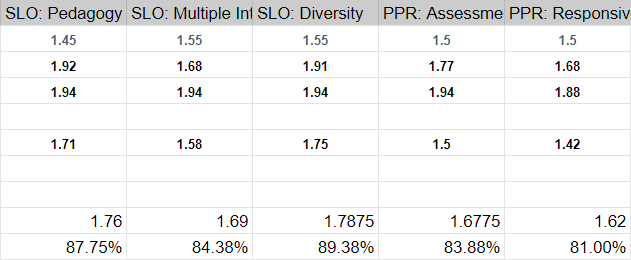 SLO: Pedagogy SLO: Multiple Int SLO: Diversity PPR: Assessme PPR: Responsiv
1.45 1.55 1.55 1.5 1.5
1.92 1.68 1.91 1.77 1.68
1.94 1.94 1.94 1.94 1.88
1.71 1.58 1.75 1.5 1.42
1.76 1.69 1.7875 1.6775 1.62
87.75% 84.38% 89.38% 83.88% 81.00%